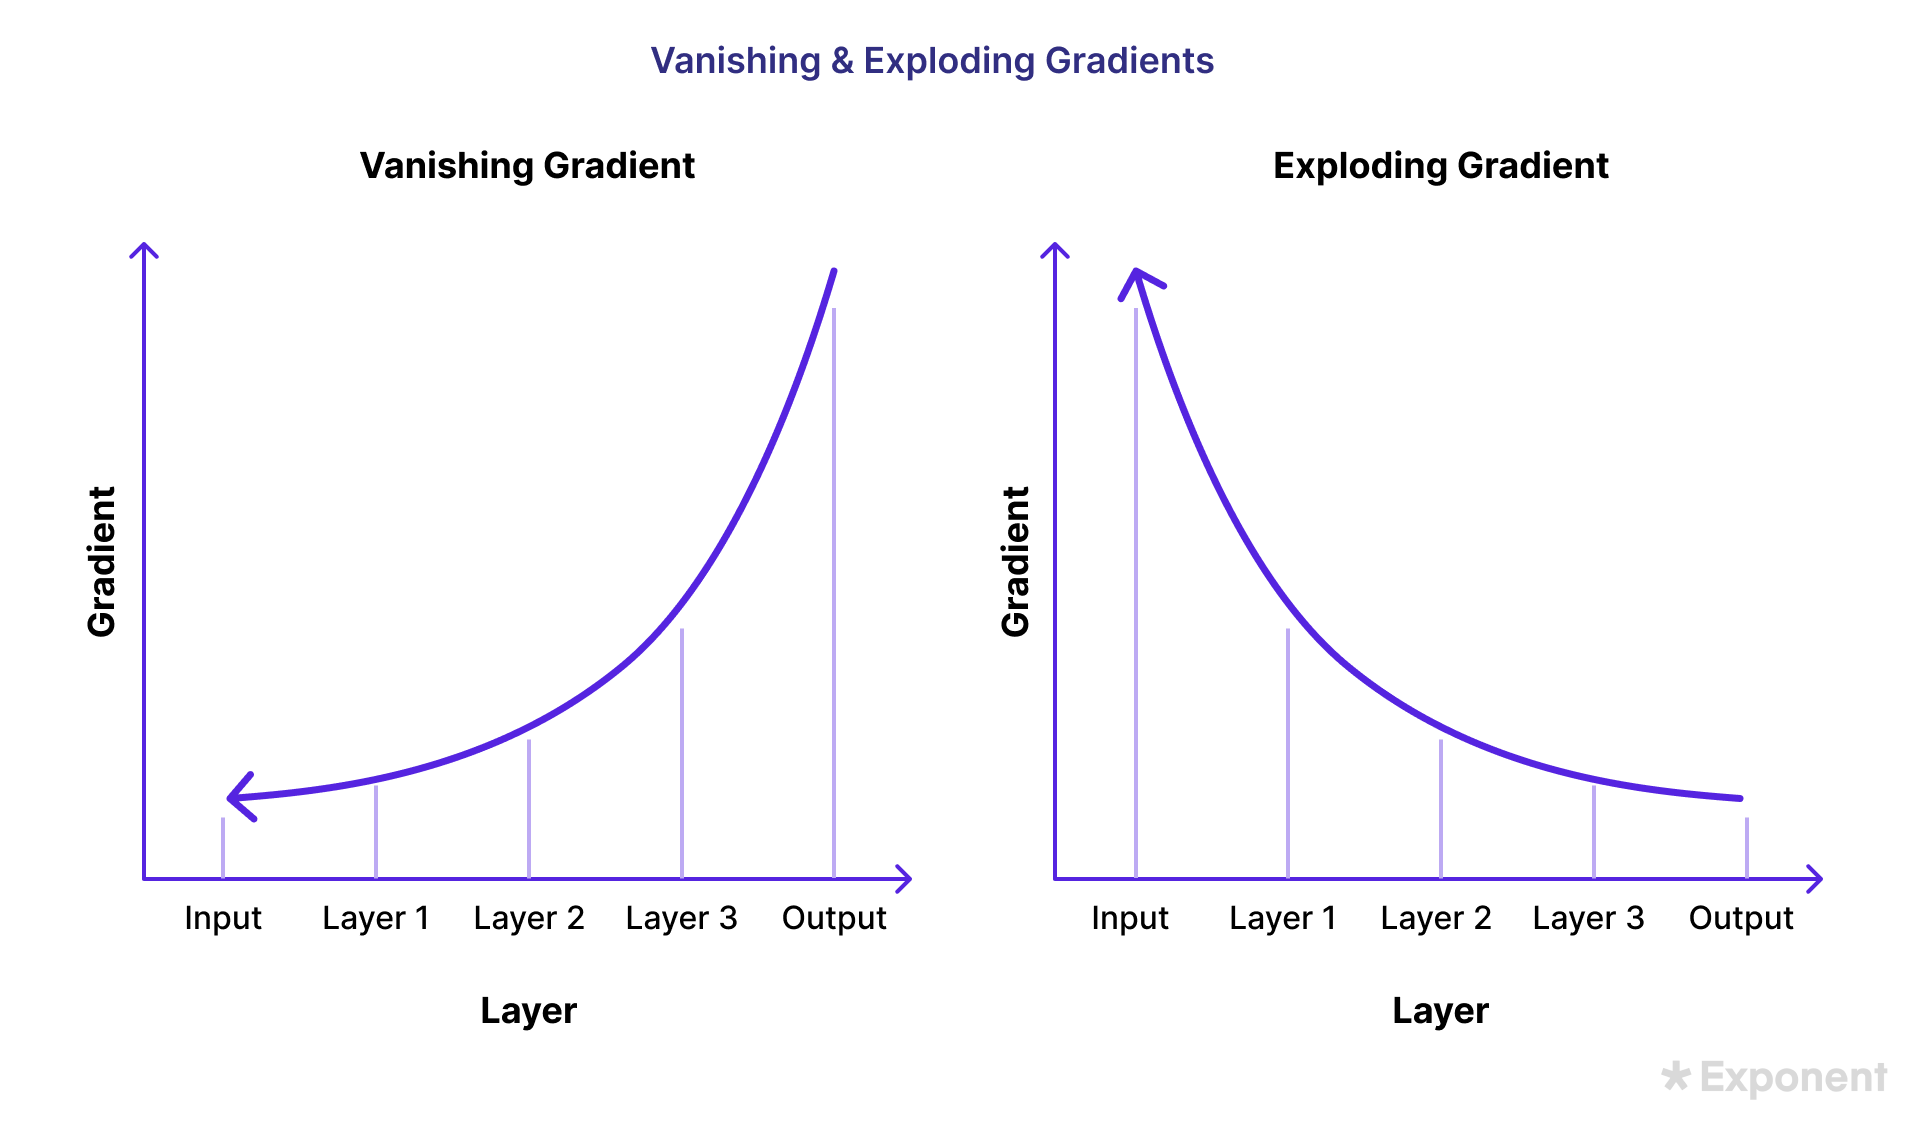 Vanishing & Exploding Gradients
Vanishing Gradient
Gradient
Input
Layer 1
Layer 2
Layer 3
Output
Layer
Exploding Gradient
Gradient
Input
Layer 1
Layer 2
Layer 3
Output
Layer
Exponent